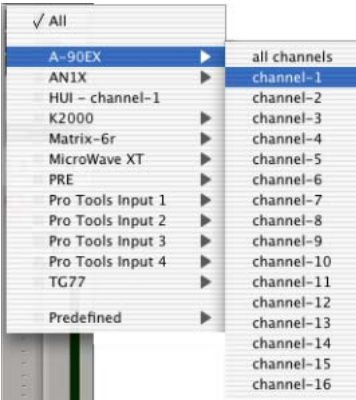 ✓ All
A-90EX
AN1X
HUI - channel-1
K2000
Matrix-6r
MicroWave XT
PRE
Pro Tools Input 1
Pro Tools Input 2
Pro Tools Input 3
Pro Tools Input 4
TG77
Predefined
all channels
channel-1
channel-2
channel-3
channel-4
channel-5
channel-6
channel-7
channel-8
channel-9
channel-10
channel-11
channel-12
channel-13
channel-14
channel-15
channel-16